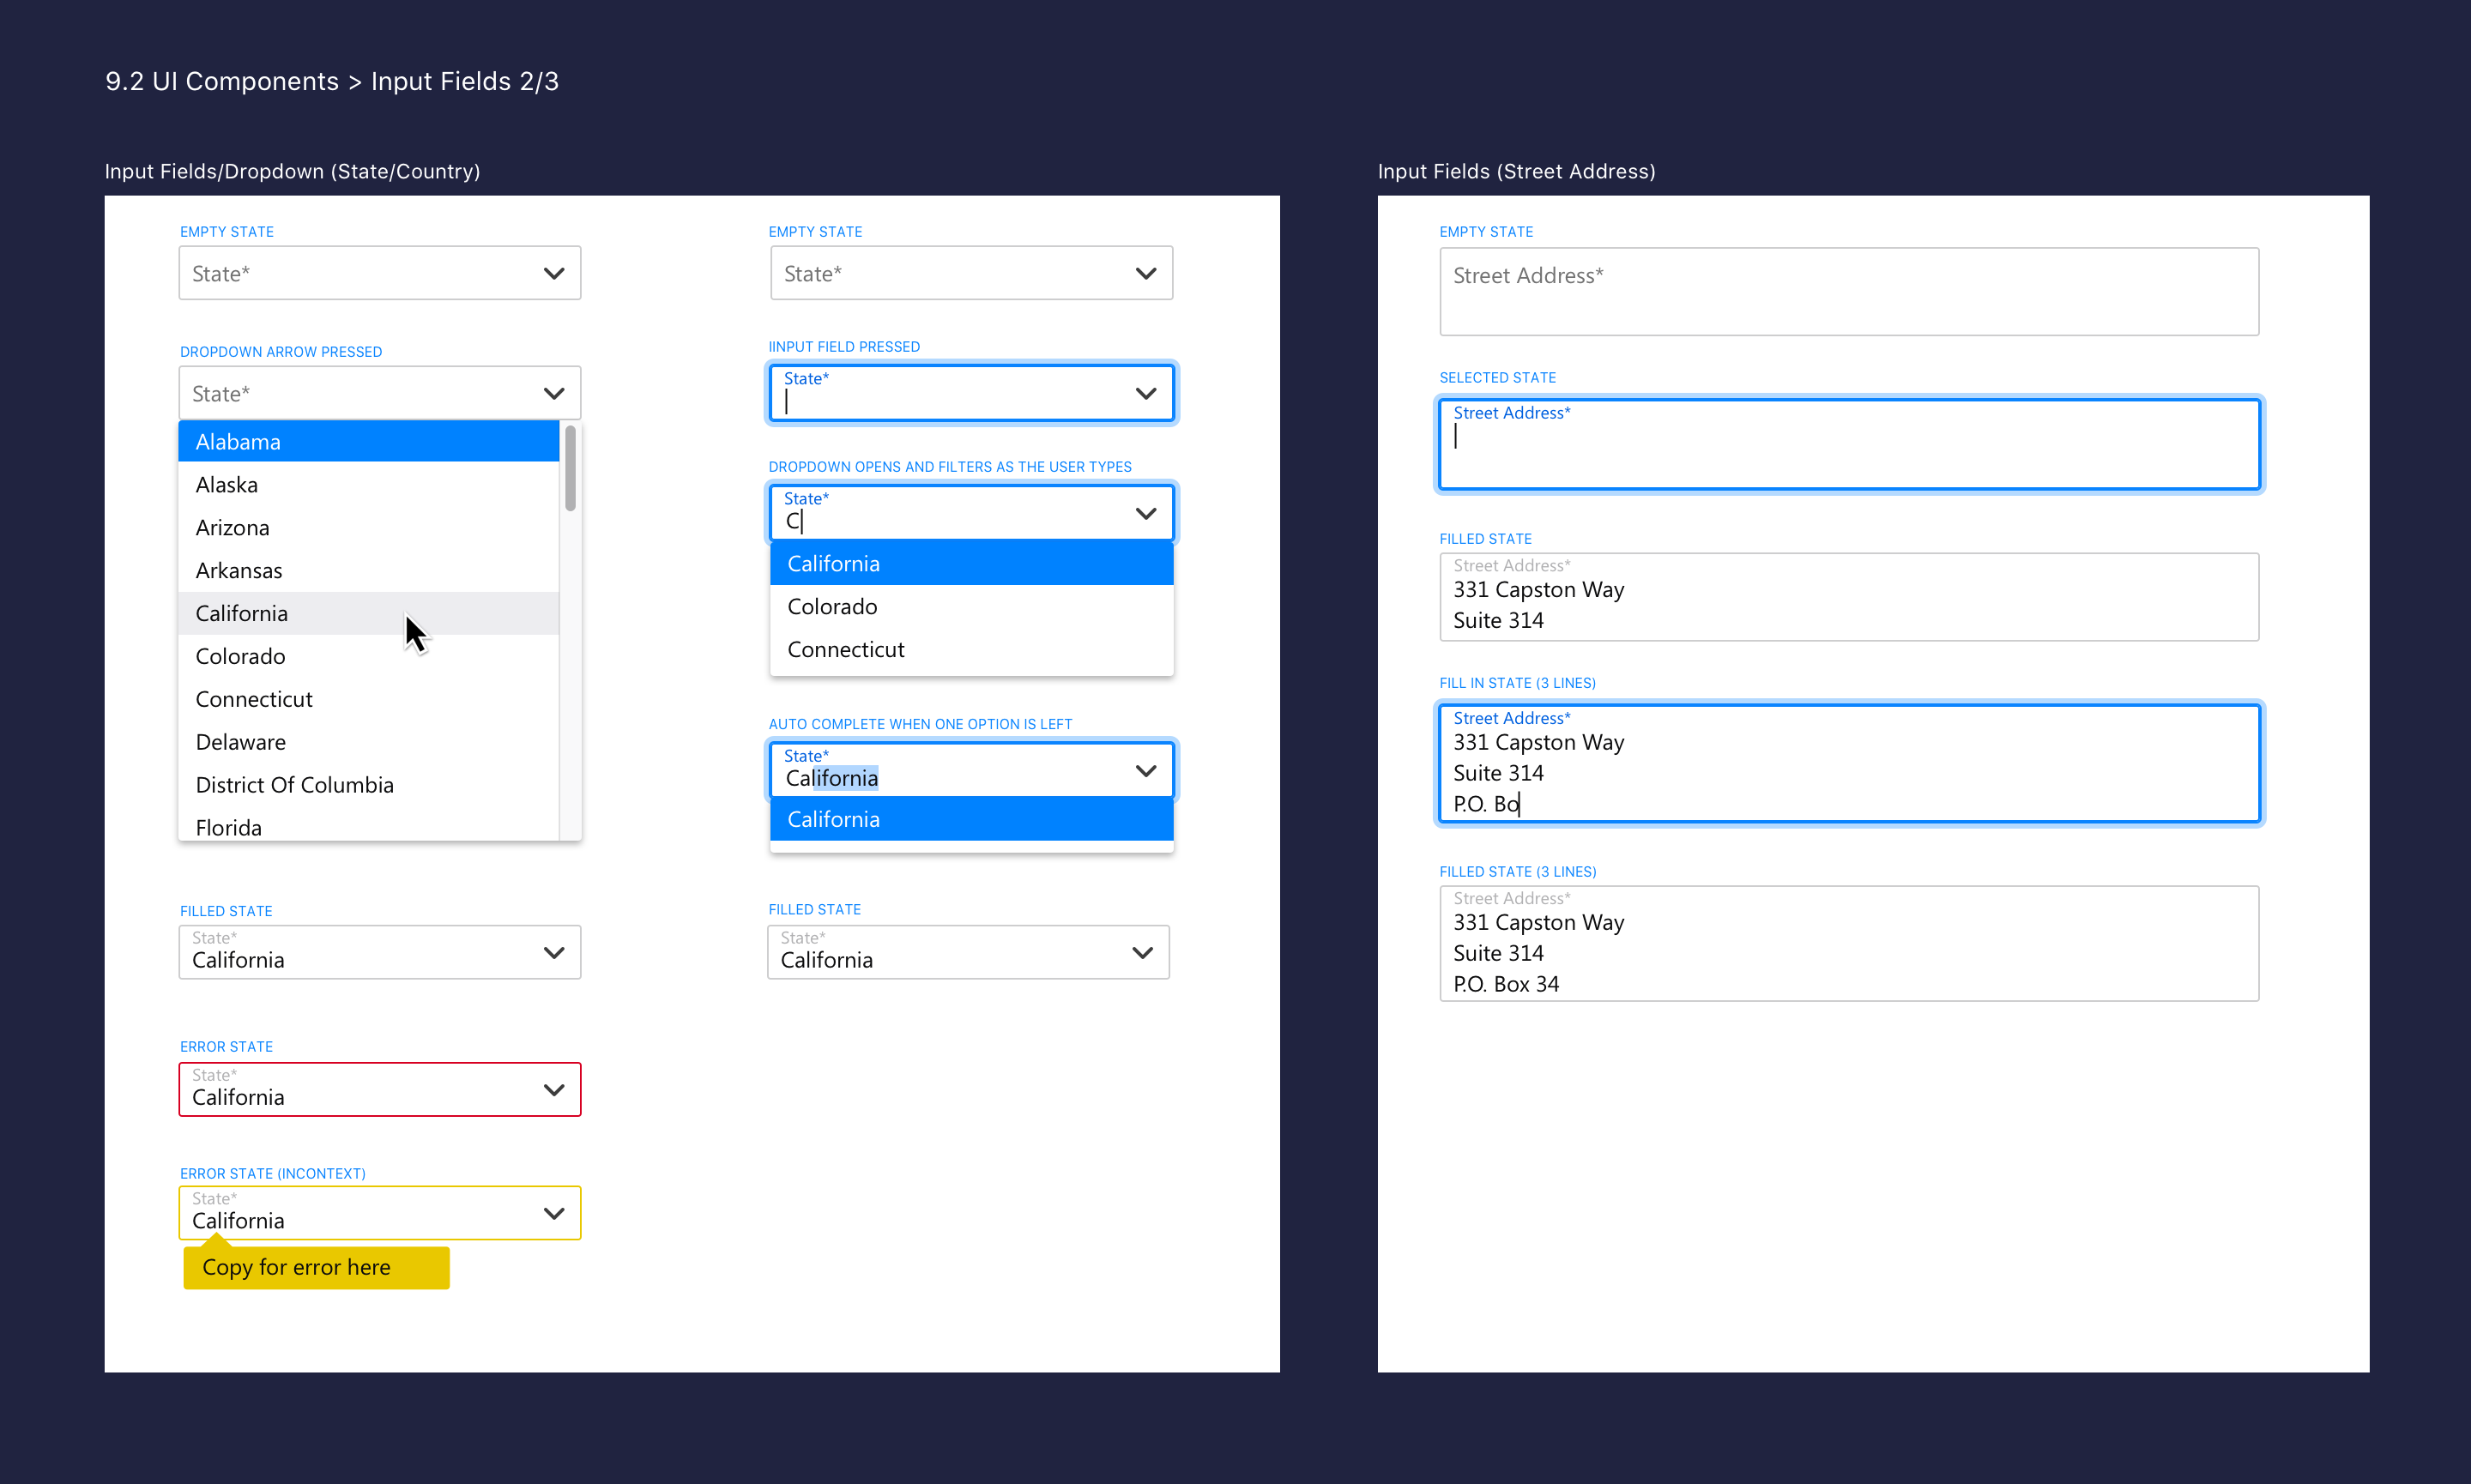 9.2 UI Components > Input Fields 2/3
Input Fields/Dropdown (State/Country)
EMPTY STATE
State*
DROPDOWN ARROW PRESSED
State*
Alabama
Alaska
Arizona
Arkansas
California
Colorado
Connecticut
Delaware
District Of Columbia
Florida
FILLED STATE
State*
California
ERROR STATE
State*
California
ERROR STATE (INCONTEXT)
State*
California
Copy for error here
EMPTY STATE
State*
IINPUT FIELD PRESSED
State*
DROPDOWN OPENS AND FILTERS AS THE USER TYPES
State*
C
California
Colorado
Connecticut
AUTO COMPLETE WHEN ONE OPTION IS LEFT
State*
California
California
FILLED STATE
State*
California
Input Fields (Street Address)
EMPTY STATE
Street Address*
SELECTED STATE
Street Address*
FILLED STATE
Street Address*
331 Capston Way
Suite 314
FILL IN STATE (3 LINES)
Street Address*
331 Capston Way
Suite 314
P.O. Bo
FILLED STATE (3 LINES)
Street Address*
331 Capston Way
Suite 314
P.O. Box 34